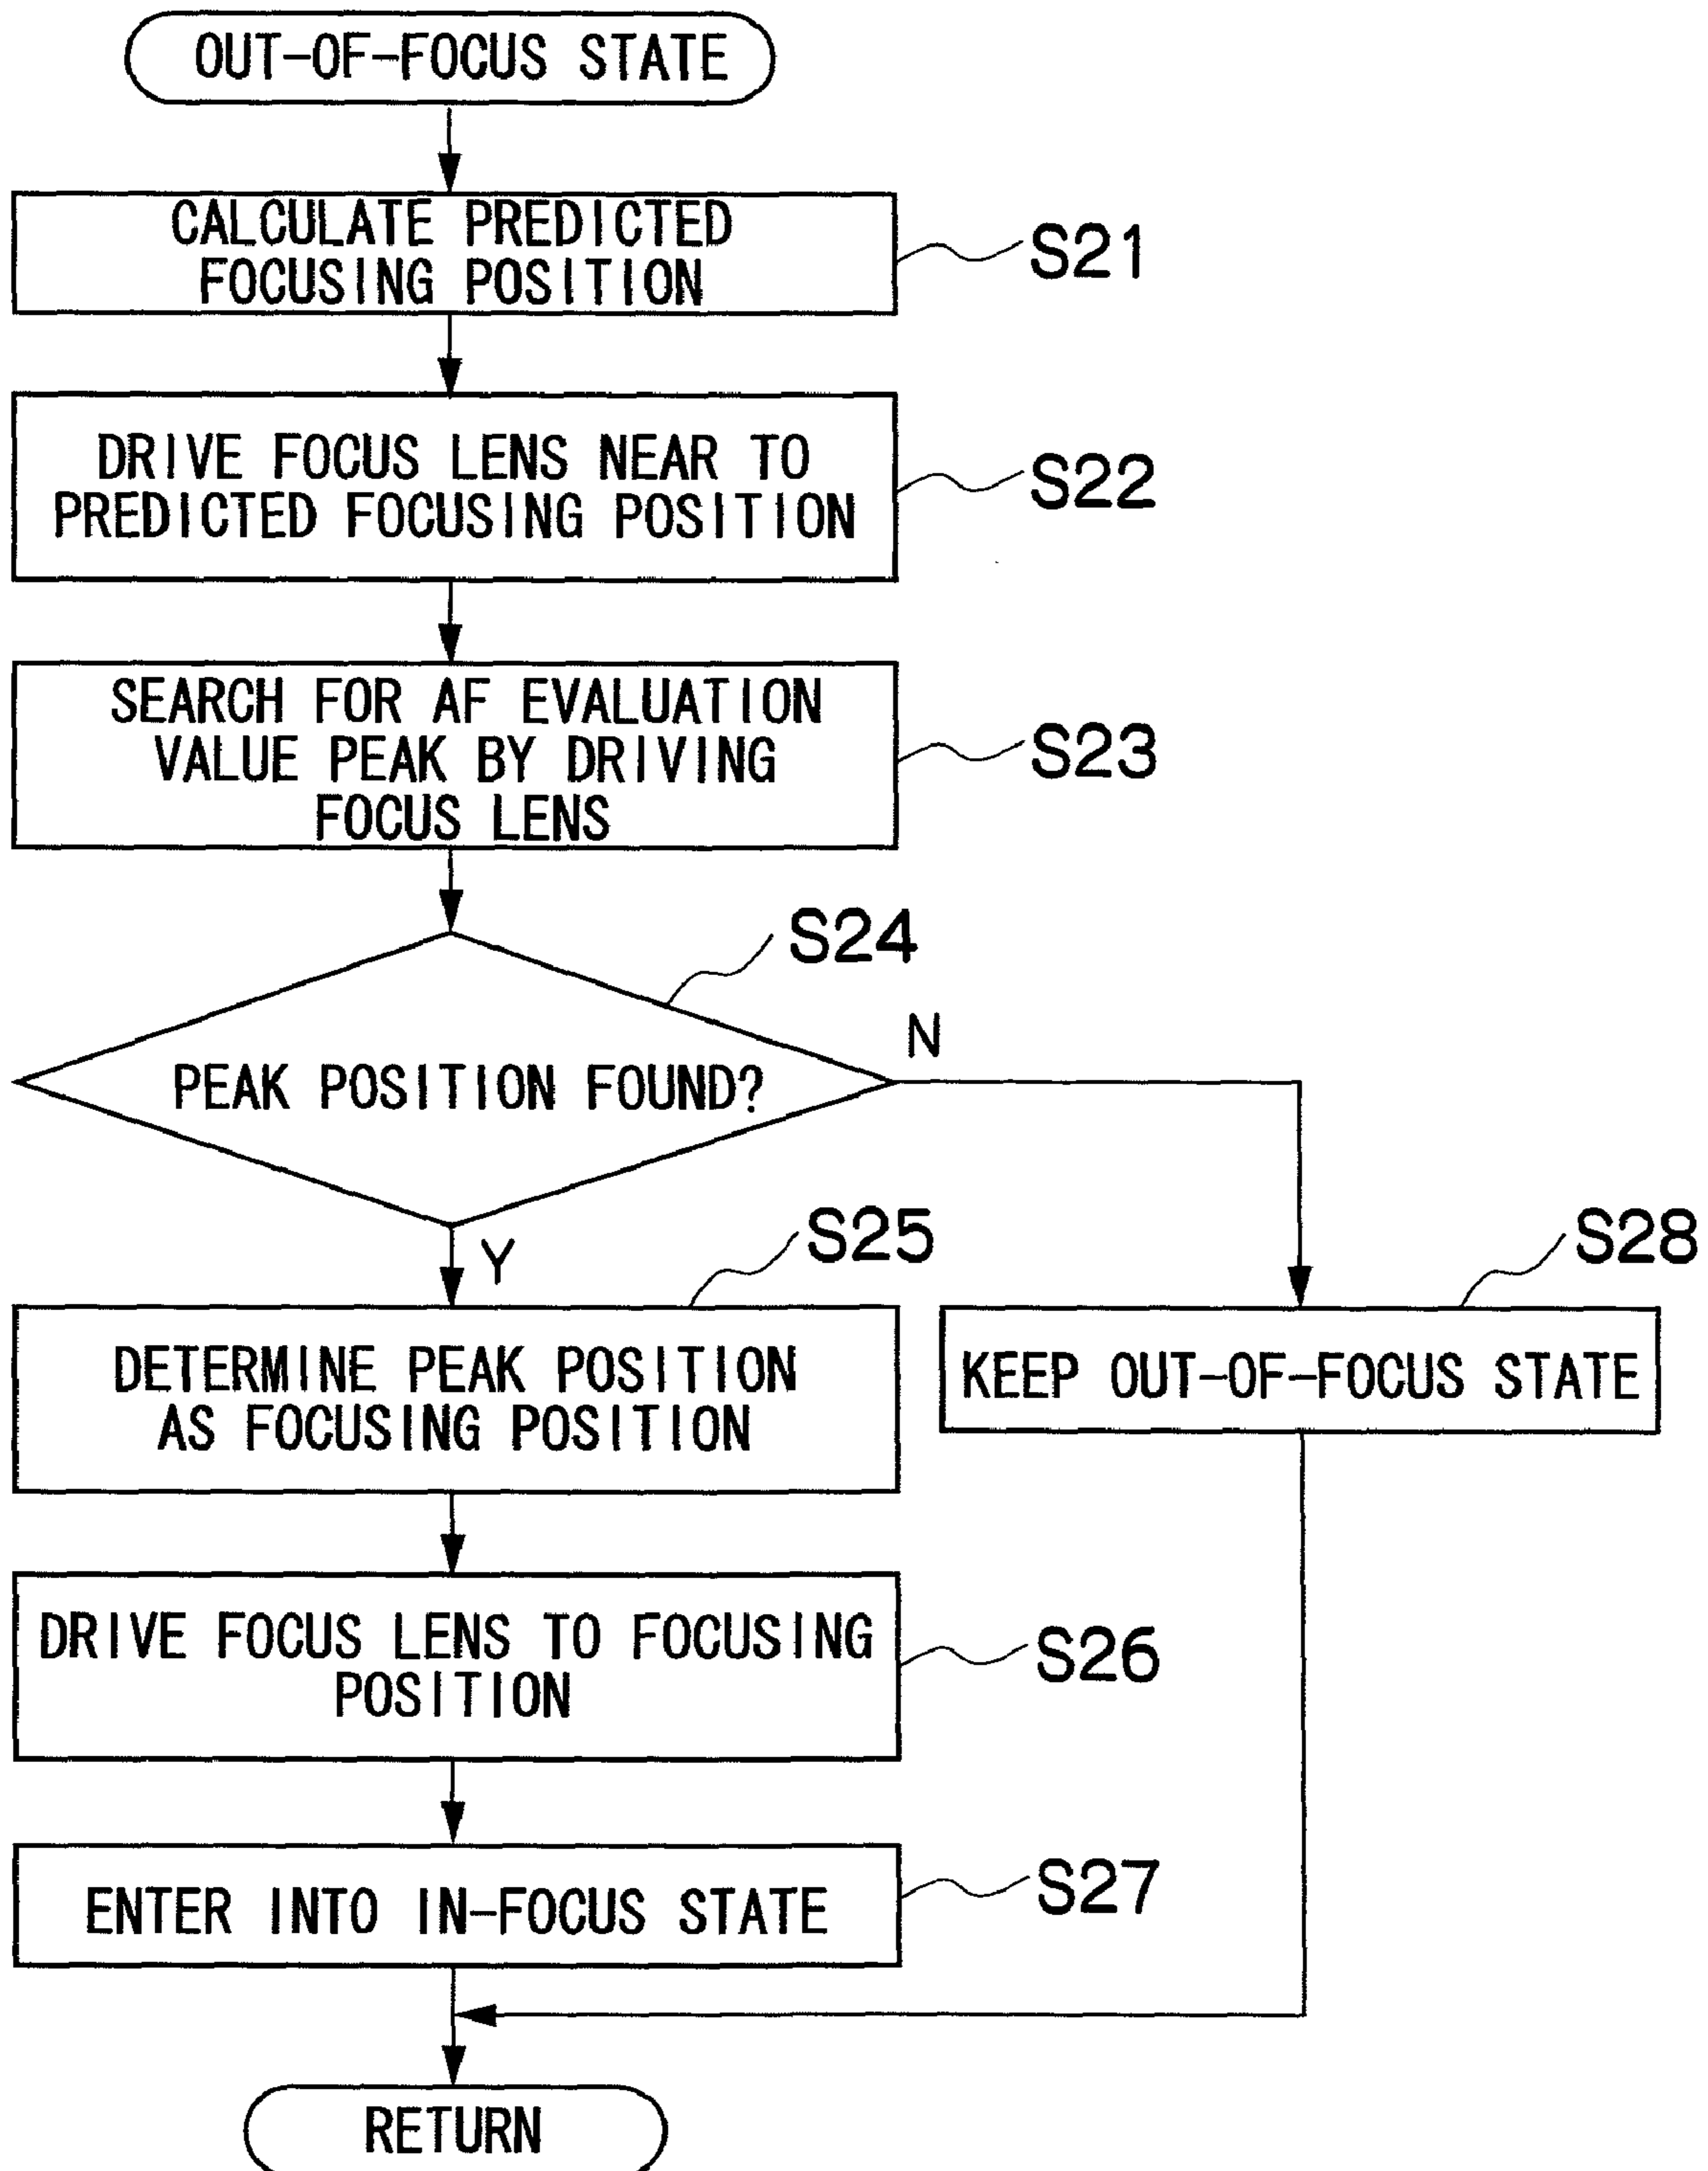 OUT-OF-FOCUS STATE
CALCULATE PREDICTED
FOCUSING POSITION
S21
DRIVE FOCUS LENS NEAR TO
PREDICTED FOCUSING POSITION
S22
SEARCH FOR AF EVALUATION
VALUE PEAK BY DRIVING
FOCUS LENS
S23
S24
PEAK POSITION FOUND?
N
Y
S25
DETERMINE PEAK POSITION
AS FOCUSING POSITION
S28
KEEP OUT-OF-FOCUS STATE
DRIVE FOCUS LENS TO FOCUSING
POSITION
S26
ENTER INTO IN-FOCUS STATE
S27
RETURN